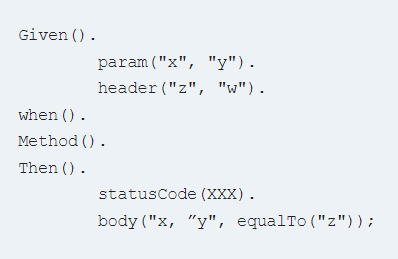 Given().
param("x", "y").
header("z", "w").
when().
Method().
Then().
statusCode(XXX).
body("x, ”y", equalTo("z"));